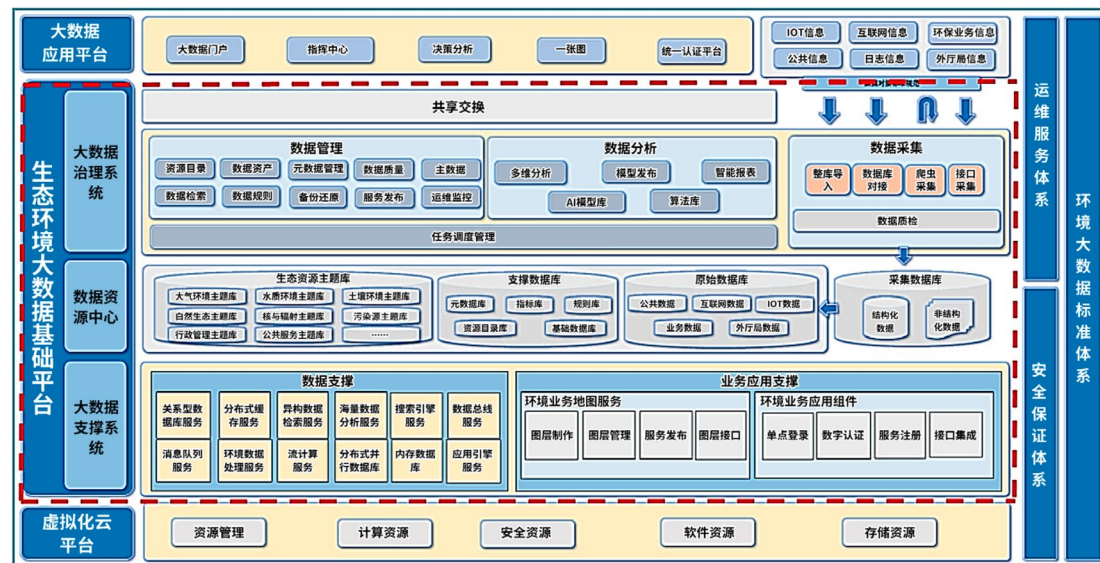 大数据
应用平台
大数据门户
指挥中心
决策分析
一张图
统一认证平台
IOT信息
互联网信息
环保业务信息
公共信息
日志信息
外厅局信息
生态环境大数据基础平台
大数据
治理系
统
共享交换
数据管理
资源目录
数据资产
元数据管理
数据质量
主数据
数据检索
数据规则
备份还原
服务发布
运维监控
数据分析
多维分析
模型发布
智能报表
AI模型库
算法库
任务调度管理
数据采集
整库导
入
数据库
对接
爬虫
采集
接口
采集
数据质检
数据资
源中心
生态资源主题库
大气环境主题库
水质环境主题库
土壤环境主题库
自然生态主题库
核与辐射主题库
污染源主题库
行政管理主题库
公共服务主题库
……
支撑数据库
元数据库
指标库
规则库
资源目录库
基础数据库
原始数据库
公共数据
互联网数据
IOT数据
业务数据
外厅局数据
采集数据库
结构化
数据
非结构
化数据
大数据
支撑系
统
数据支撑
关系型数
据库服务
分布式缓
存服务
异构数据
检索服务
海量数据
分析服务
搜索引擎
服务
数据总线
服务
消息队列
服务
环境数据
处理服务
流计算
服务
分布式并
行数据库
内存数据
库
应用引擎
服务
业务应用支撑
环境业务地图服务
图层制作
图层管理
服务发布
图层接口
环境业务应用组件
单点登录
数字认证
服务注册
接口集成
虚拟化云
平台
资源管理
计算资源
安全资源
软件资源
存储资源
运维服务体系
安全保证体系
环境大数据标准体系